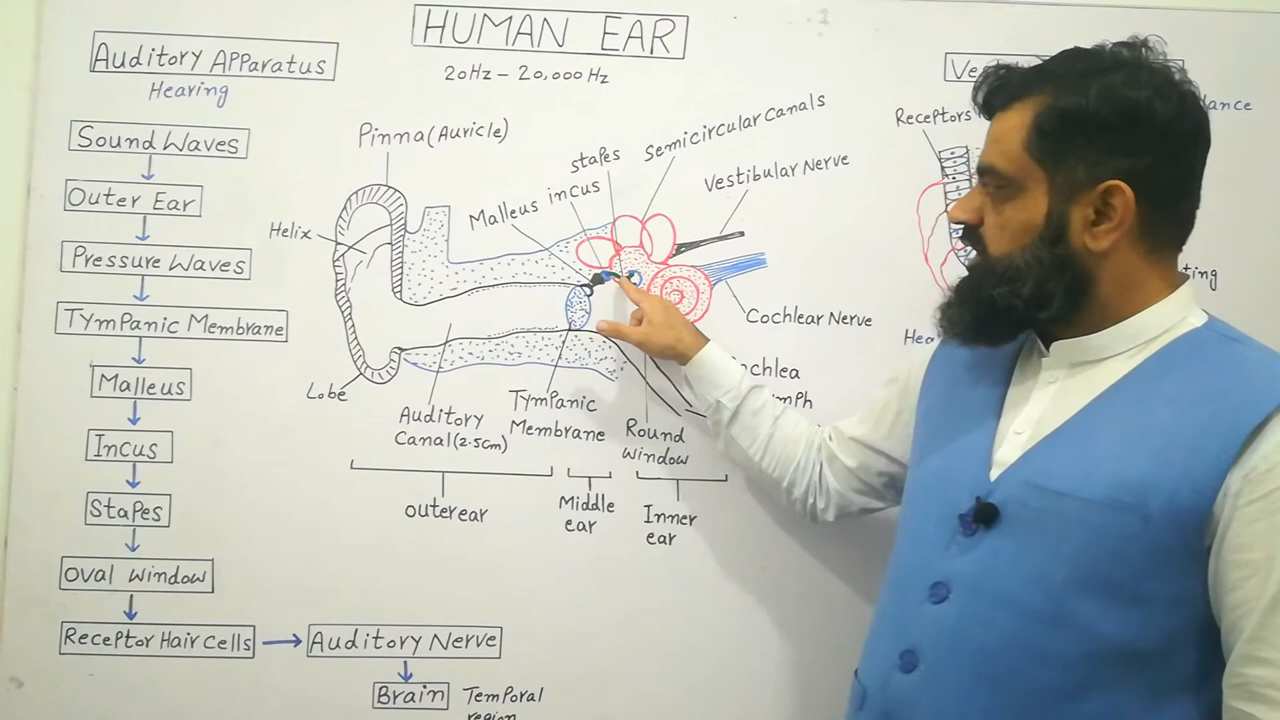 HUMAN EAR
20Hz - 20,000 Hz
Auditory Apparatus
Hearing
Sound Waves
Outer Ear
Pressure Waves
Tympanic Membrane
Malleus
Incus
Stapes
Oval Window
Receptor Hair Cells
Auditory Nerve
Brain
Temporal
region
Pinna (Auricle)
Helix
Lobe
Malleus
incus
stapes
Semicircular Canals
Vestibular Nerve
Cochlear Nerve
Auditory
Canal (2.5cm)
Tympanic
Membrane
Round
window
outer ear
Middle
ear
Inner
ear
Receptors